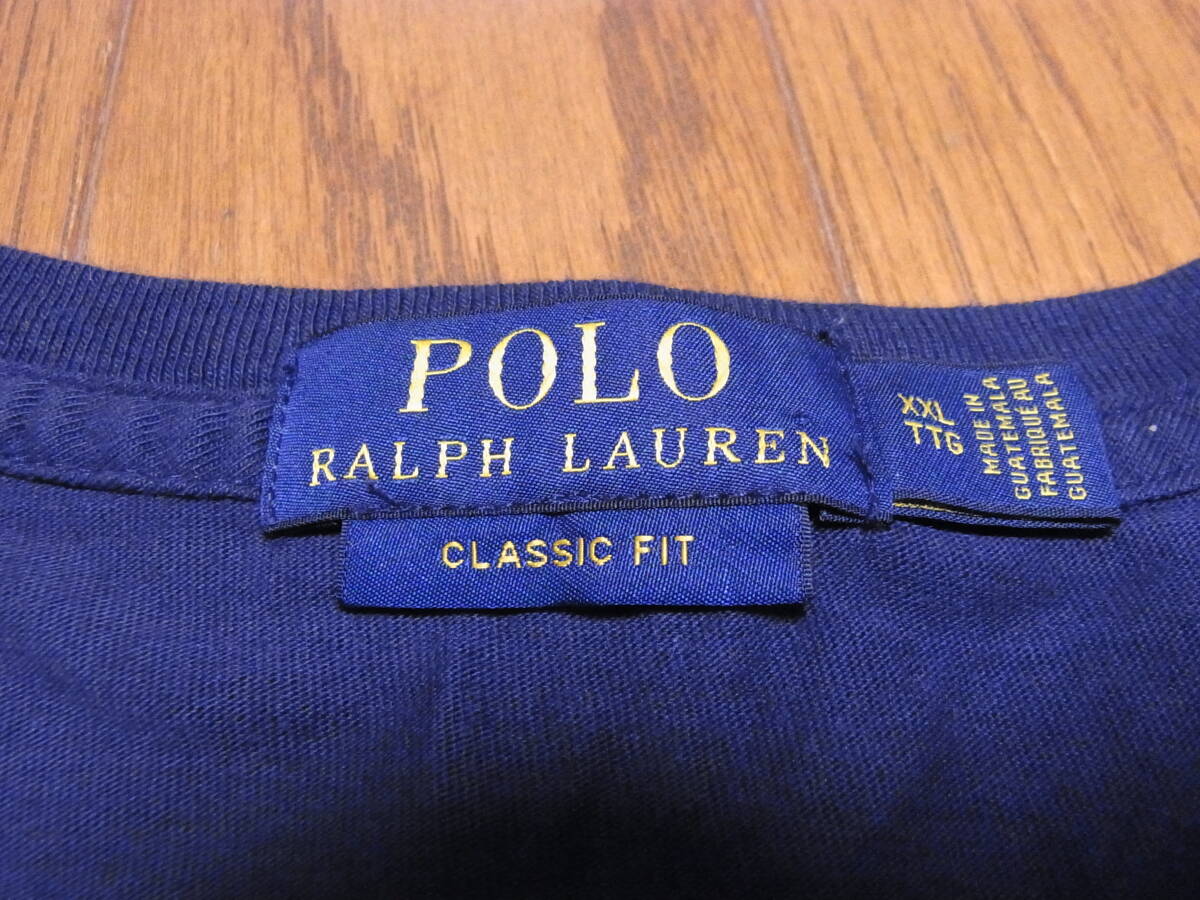 POLO
RALPH LAUREN
CLASSIC FIT
XXL
TTG
MADE IN
GUATEMALA
FABRIQUÉ AU
GUATEMALA